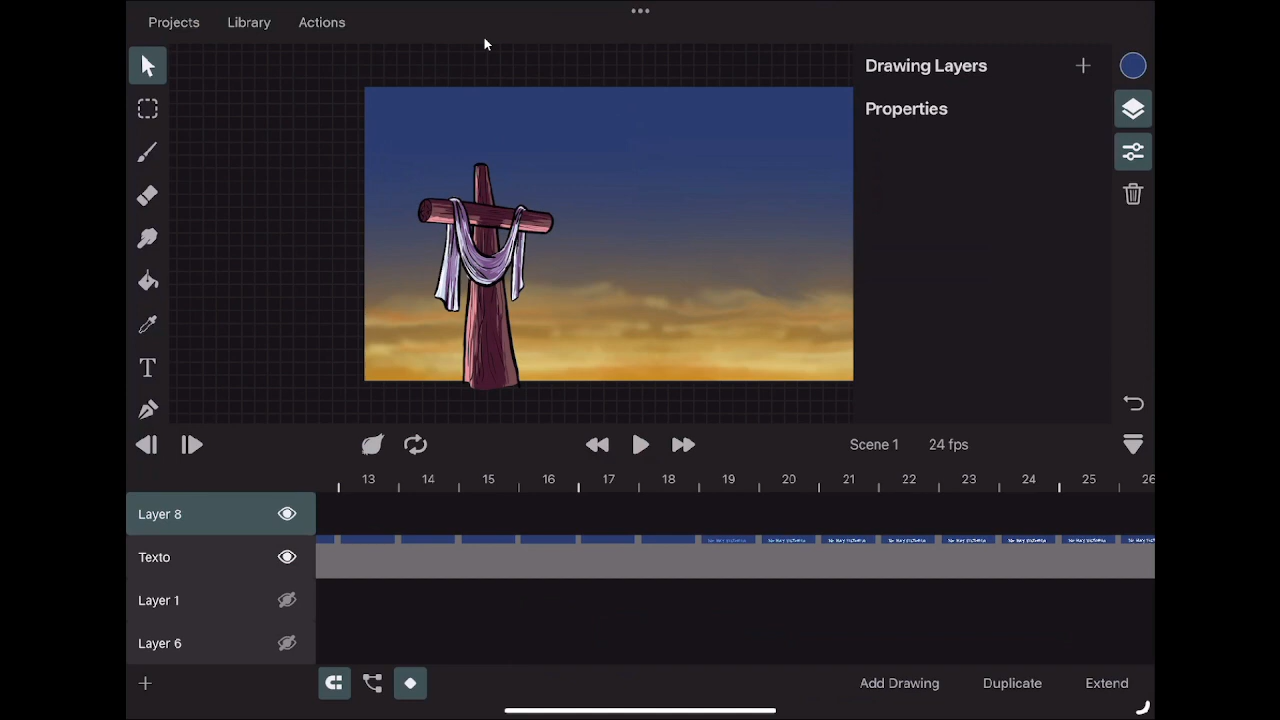 Projects Library Actions
Drawing Layers
Properties
T
Scene 1 24 fps
13 14 15 16 17 18 19 20 21 22 23 24 25 26
Layer 8
Texto
Layer 1
Layer 6
Add Drawing Duplicate Extend